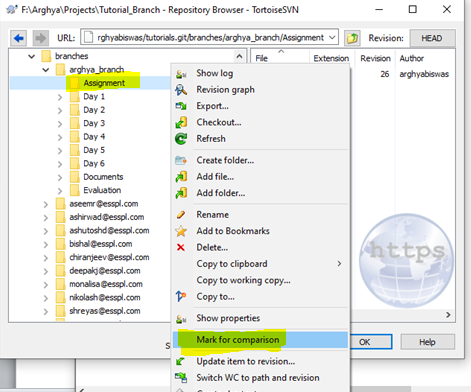 F:\Arghya\Projects\Tutorial_Branch - Repository Browser - TortoiseSVN
URL: rghyabiswas/tutorials.git/branches/arghya_branch/Assignment Revision: HEAD
branches
arghya_branch
Assignment
Day 1
Day 2
Day 3
Day 4
Day 5
Day 6
Documents
Evaluation
aseemr@esspl.com
ashirwad@esspl.com
ashutoshd@esspl.com
bishal@esspl.com
chiranjeev@esspl.com
deepakj@esspl.com
monalisa@esspl.com
nikolash@esspl.com
shreyas@esspl.com
File Extension Revision Author
26 arghyabiswas
Show log
Revision graph
Export...
Checkout...
Refresh
Create folder...
Add file...
Add folder...
Rename
Add to Bookmarks
Delete...
Copy to clipboard
Copy to working copy...
Copy to...
Show properties
Mark for comparison
Update item to revision...
Switch WC to path and revision
https
OK Help